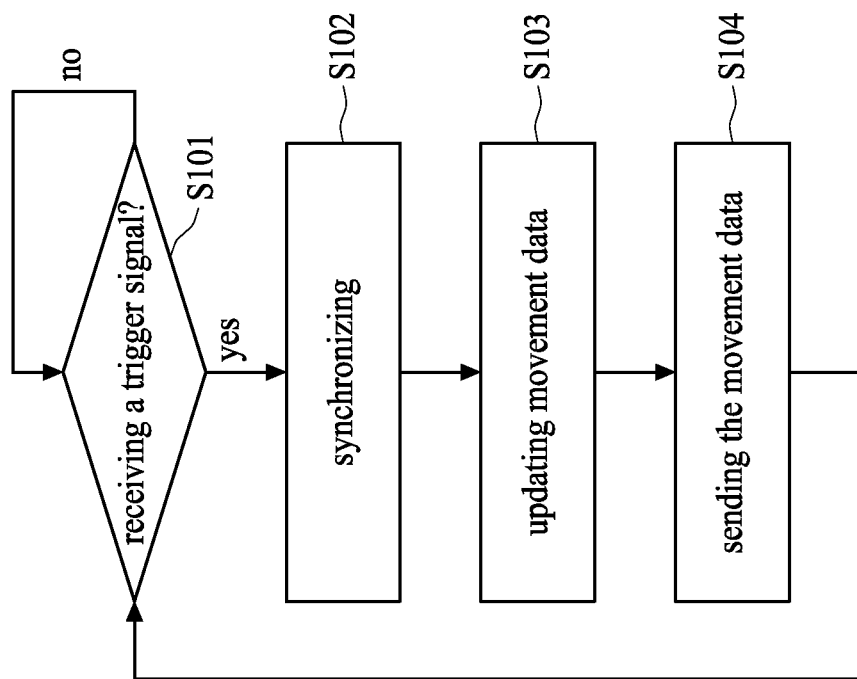 no
receiving a trigger signal?
S101
yes
synchronizing
S102
updating movement data
S103
sending the movement data
S104